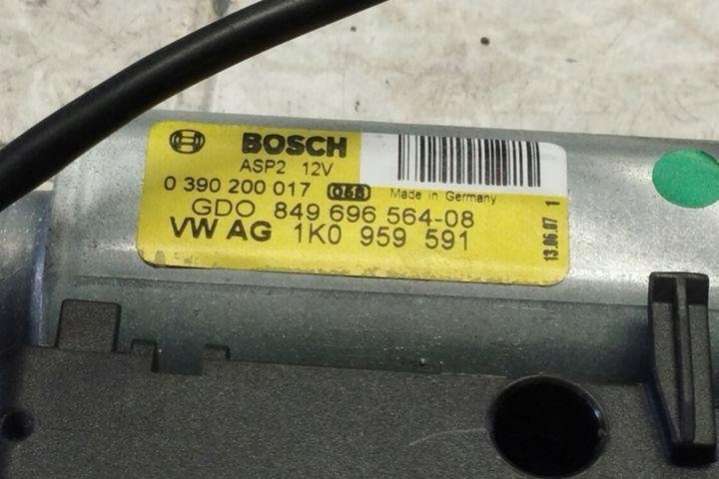 BOSCH
ASP2 12V
0 390 200 017 Made in Germany
GDO 849 696 564-08
VW AG 1K0 959 591
13.06.07 1